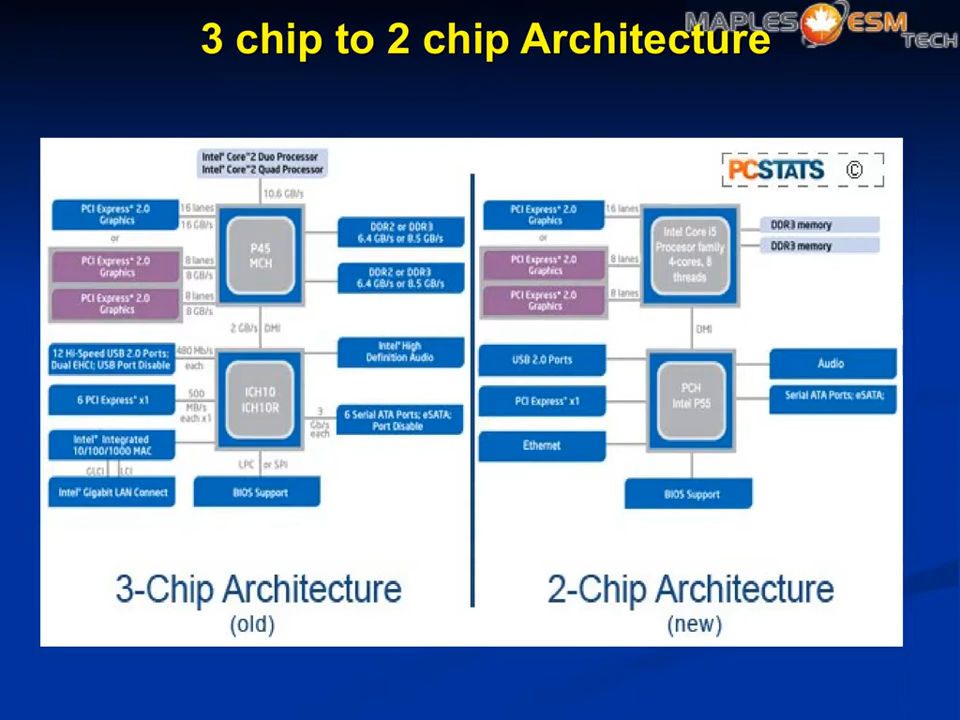 3 chip to 2 chip Architecture
MAPLES ESM
TECH
Intel® Core™2 Duo Processor
Intel® Core™2 Quad Processor
10.6 GB/s
PCI Express® 2.0
Graphics
16 lanes
16 GB/s
or
PCI Express® 2.0
Graphics
8 lanes
8 GB/s
PCI Express® 2.0
Graphics
8 lanes
8 GB/s
P45
MCH
DDR2 or DDR3
6.4 GB/s or 8.5 GB/s
DDR2 or DDR3
6.4 GB/s or 8.5 GB/s
2 GB/s
DMI
12 Hi-Speed USB 2.0 Ports;
Dual EHCI; USB Port Disable
480 Mb/s
each
6 PCI Express® x1
500
MB/s
each x1
Intel® Integrated
10/100/1000 MAC
GLCI
LCI
Intel® Gigabit LAN Connect
ICH10
ICH10R
Intel® High
Definition Audio
3
Gb/s
each
6 Serial ATA Ports; eSATA;
Port Disable
LPC or SPI
BIOS Support
3-Chip Architecture
(old)
PCSTATS ©
PCI Express® 2.0
Graphics
16 lanes
or
PCI Express® 2.0
Graphics
8 lanes
PCI Express® 2.0
Graphics
8 lanes
Intel Core i5
Procesor family
4-cores, 8
threads
DDR3 memory
DDR3 memory
DMI
USB 2.0 Ports
PCI Express® x1
Ethernet
PCH
Intel P55
Audio
Serial ATA Ports; eSATA;
BIOS Support
2-Chip Architecture
(new)